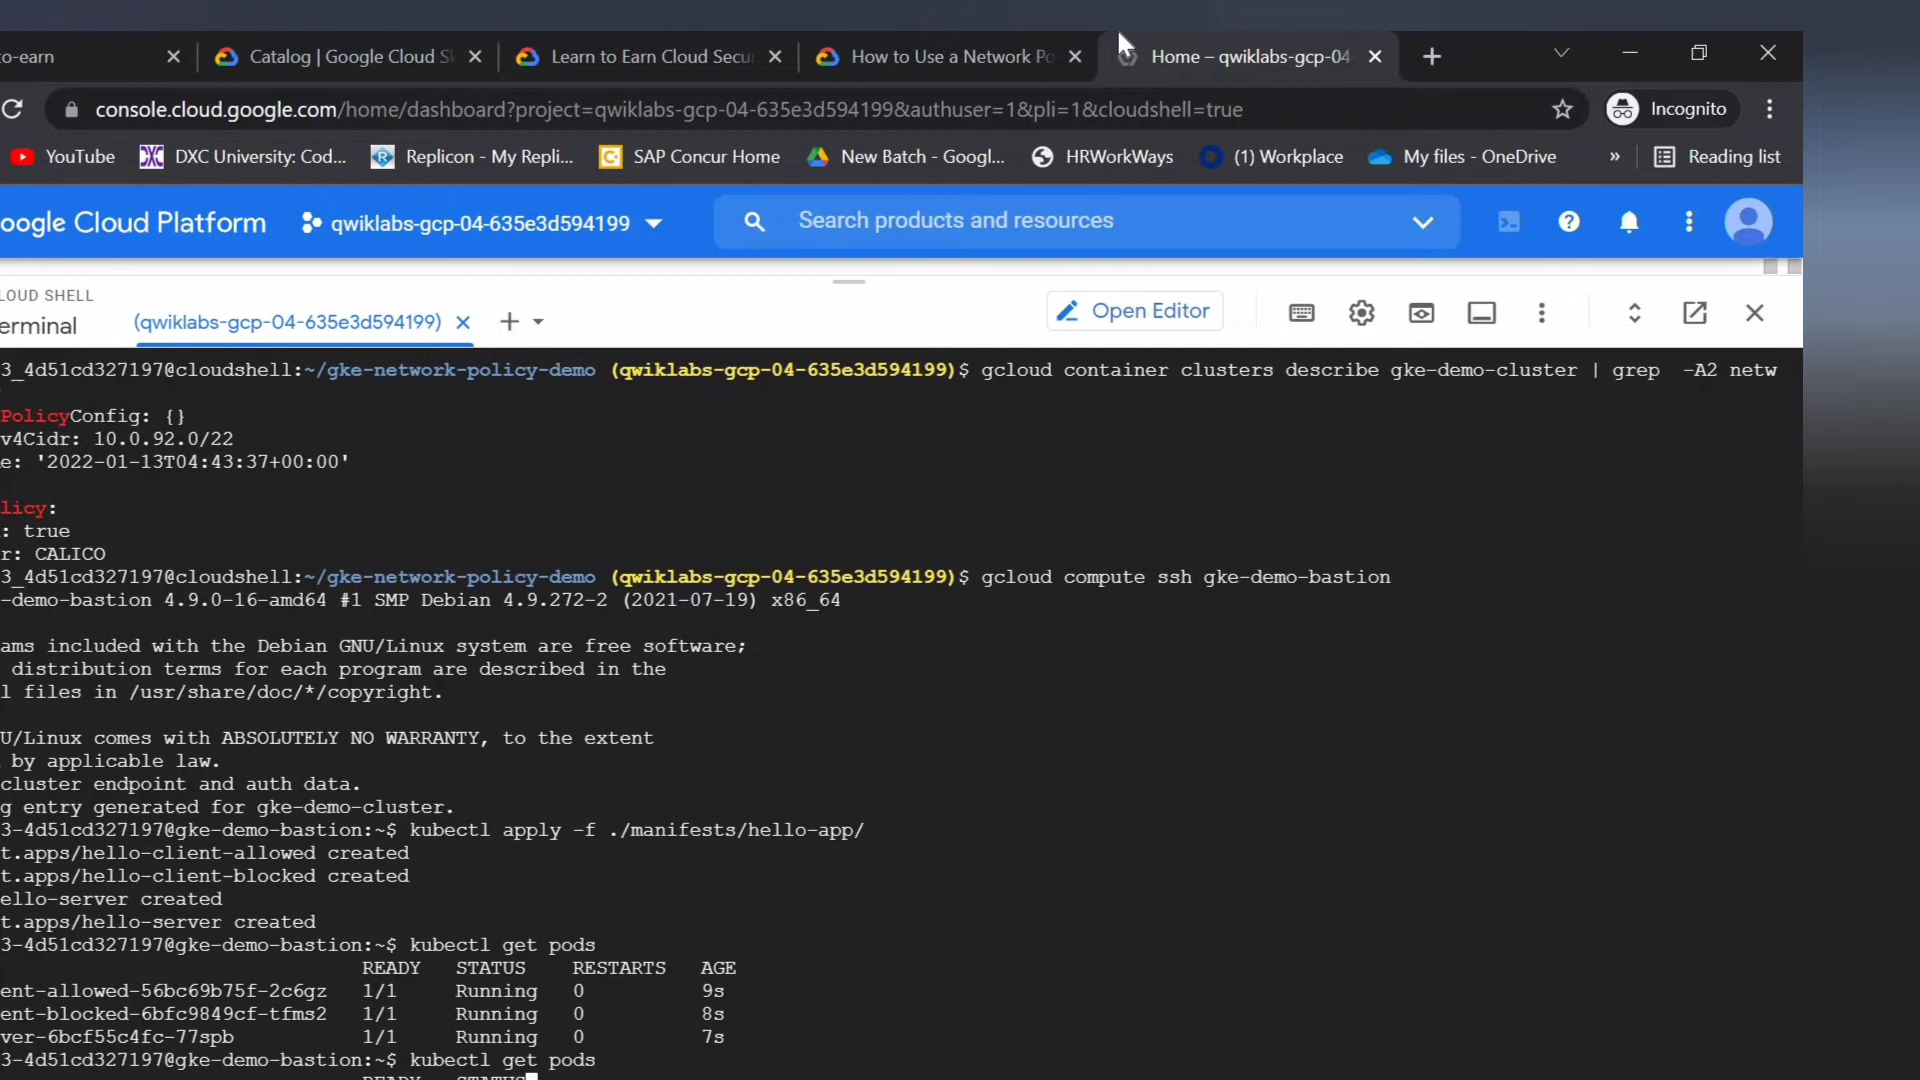 to-earn
Catalog | Google Cloud Sk
Learn to Earn Cloud Secu
How to Use a Network Po
Home – qwiklabs-gcp-04
console.cloud.google.com/home/dashboard?project=qwiklabs-gcp-04-635e3d594199&authuser=1&pli=1&cloudshell=true
Incognito
YouTube
DXC University: Cod...
Replicon - My Repli...
SAP Concur Home
New Batch - Googl...
HRWorkWays
(1) Workplace
My files - OneDrive
»
Reading list
oogle Cloud Platform
qwiklabs-gcp-04-635e3d594199
Search products and resources
LOUD SHELL
erminal
(qwiklabs-gcp-04-635e3d594199)
Open Editor
3_4d51cd327197@cloudshell:~/gke-network-policy-demo (qwiklabs-gcp-04-635e3d594199)$ gcloud container clusters describe gke-demo-cluster | grep  -A2 netw
PolicyConfig: {}
v4Cidr: 10.0.92.0/22
e: '2022-01-13T04:43:37+00:00'
licy:
: true
r: CALICO
3_4d51cd327197@cloudshell:~/gke-network-policy-demo (qwiklabs-gcp-04-635e3d594199)$ gcloud compute ssh gke-demo-bastion
-demo-bastion 4.9.0-16-amd64 #1 SMP Debian 4.9.272-2 (2021-07-19) x86_64
ams included with the Debian GNU/Linux system are free software;
distribution terms for each program are described in the
l files in /usr/share/doc/*/copyright.
U/Linux comes with ABSOLUTELY NO WARRANTY, to the extent
by applicable law.
cluster endpoint and auth data.
g entry generated for gke-demo-cluster.
3-4d51cd327197@gke-demo-bastion:~$ kubectl apply -f ./manifests/hello-app/
t.apps/hello-client-allowed created
t.apps/hello-client-blocked created
ello-server created
t.apps/hello-server created
3-4d51cd327197@gke-demo-bastion:~$ kubectl get pods
READY   STATUS    RESTARTS   AGE
ent-allowed-56bc69b75f-2c6gz   1/1     Running   0          9s
ent-blocked-6bfc9849cf-tfms2   1/1     Running   0          8s
ver-6bcf55c4fc-77spb           1/1     Running   0          7s
3-4d51cd327197@gke-demo-bastion:~$ kubectl get pods
READY   STATUS